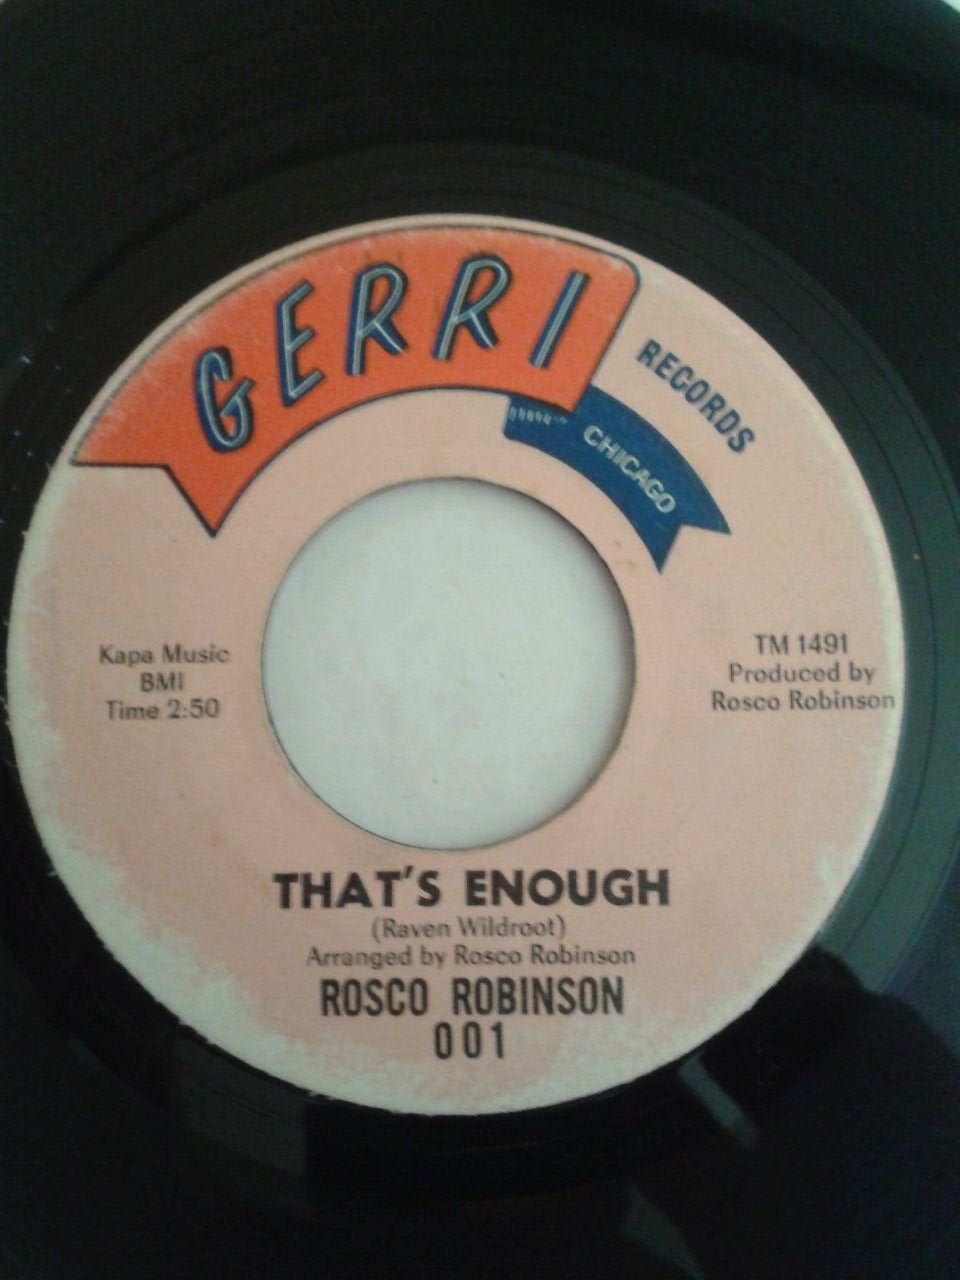 GERRI
RECORDS
CHICAGO
Kapa Music
BMI
Time 2:50
TM 1491
Produced by
Rosco Robinson
THAT'S ENOUGH
(Raven Wildroot)
Arranged by Rosco Robinson
ROSCO ROBINSON
001